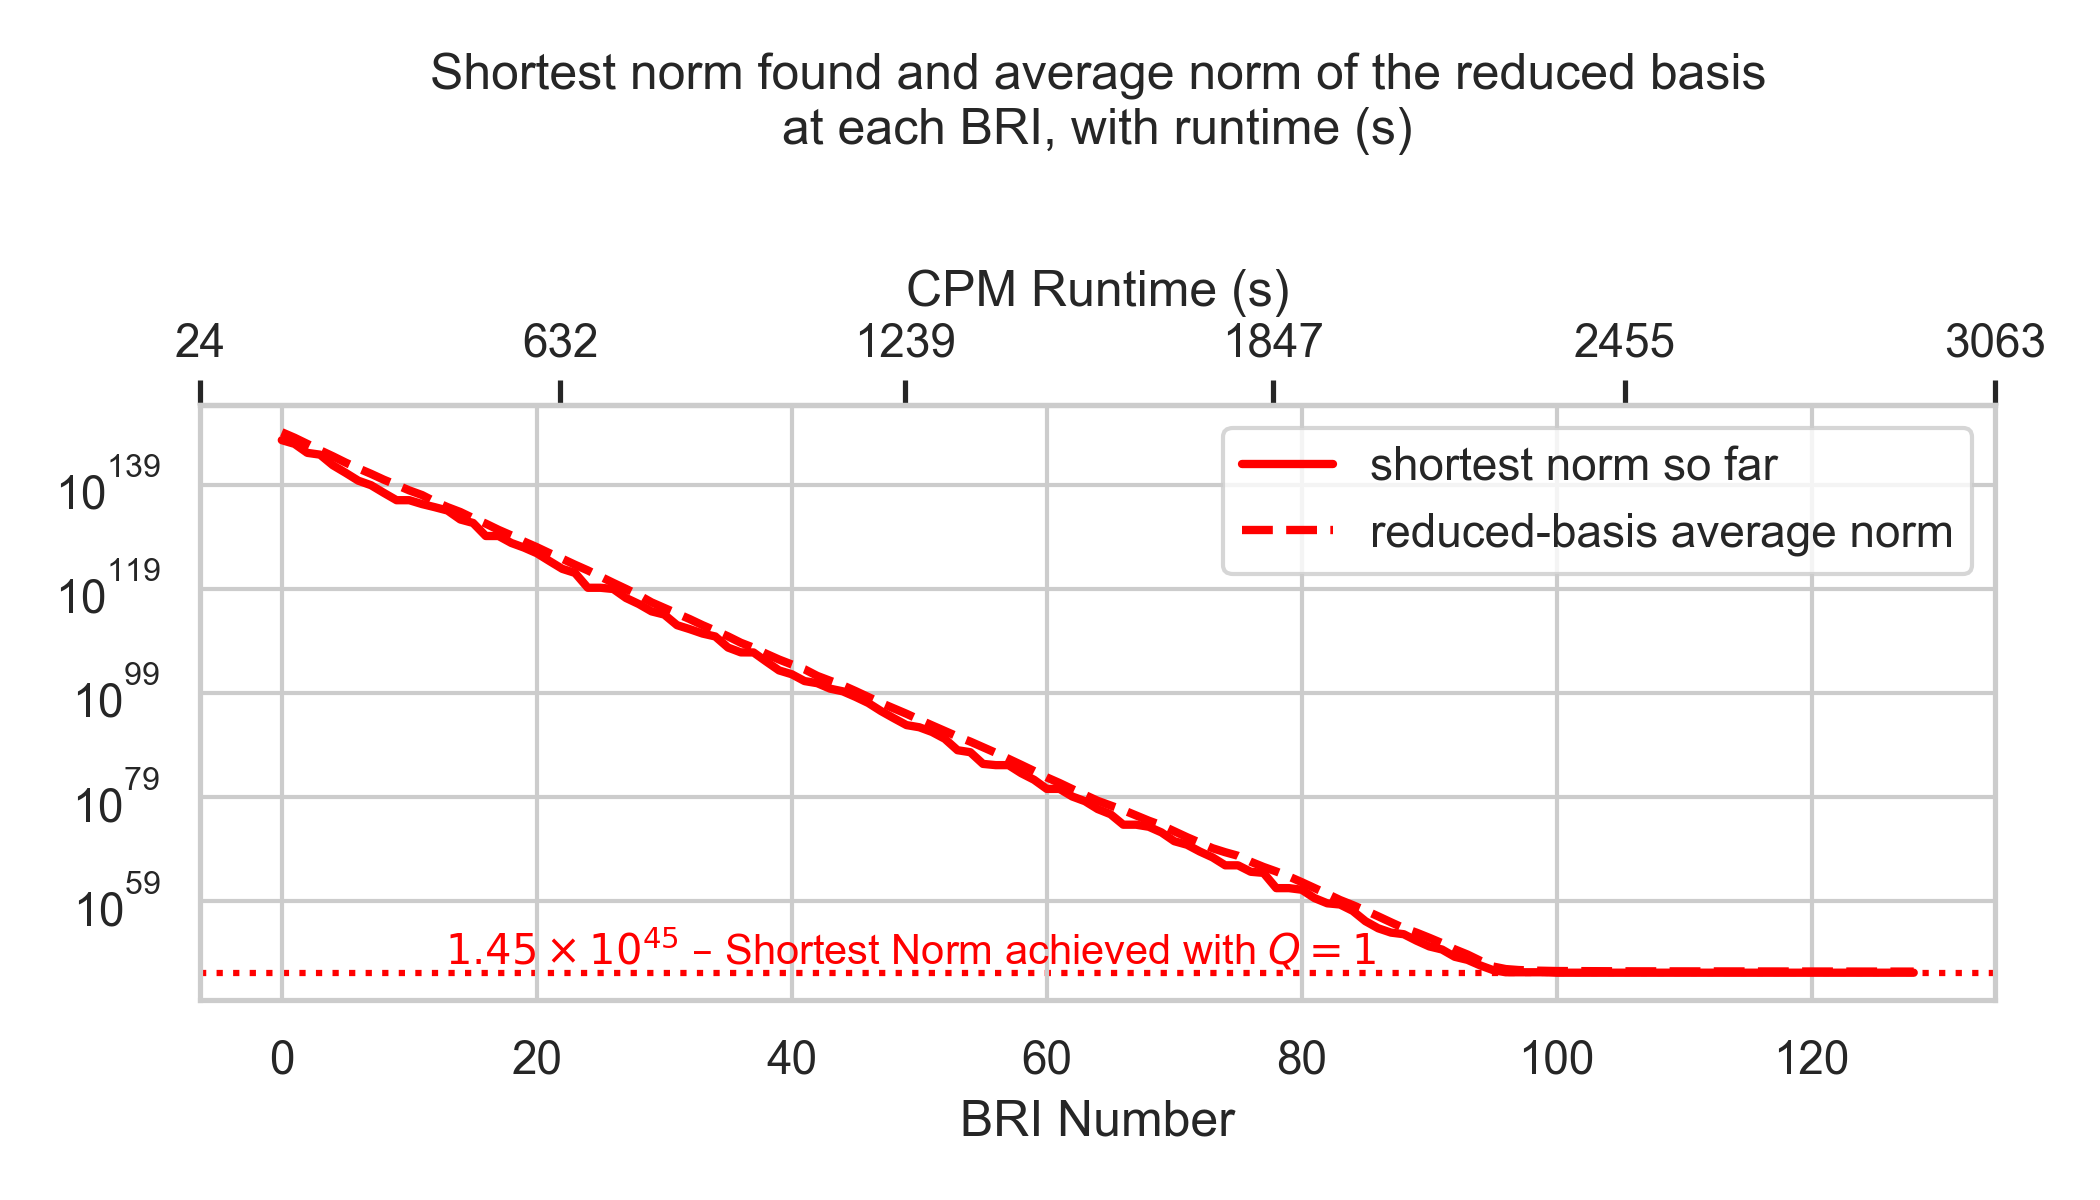 Shortest norm found and average norm of the reduced basis
at each BRI, with runtime (s)
CPM Runtime (s)
24 632 1239 1847 2455 3063
10^139
10^119
10^99
10^79
10^59
shortest norm so far
reduced-basis average norm
1.45 × 10^45 – Shortest Norm achieved with Q = 1
0 20 40 60 80 100 120
BRI Number